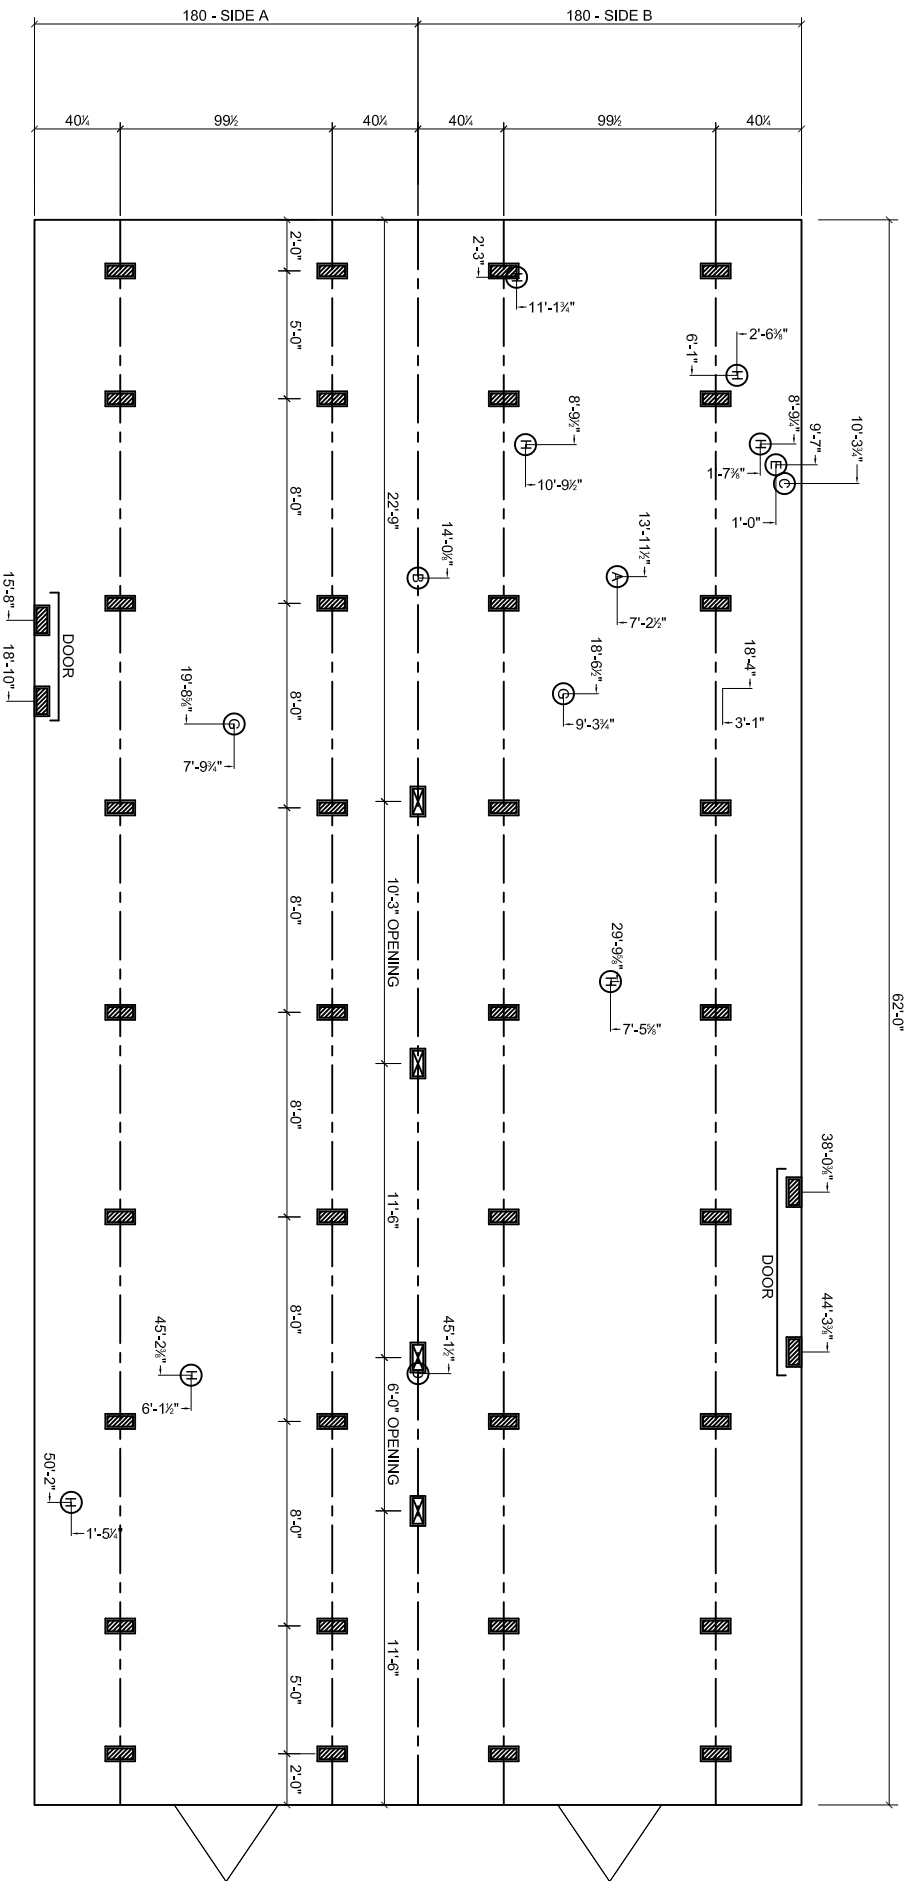 180 - SIDE A
180 - SIDE B
40¼
99½
40¼
40¼
99½
40¼
62'-0"
2'-0"
5'-0"
8'-0"
8'-0"
8'-0"
8'-0"
8'-0"
8'-0"
5'-0"
2'-0"
22'-9"
10'-3" OPENING
11'-6"
6'-0" OPENING
11'-6"
2'-3"
H
11'-1¾"
6'-1"
2'-6⅜"
H
8'-9½"
H
10'-9½"
8'-9¼"
H
1'-7⅜"
9'-7"
E
1'-0"
10'-3¾"
C
14'-0⅛"
B
13'-11½"
A
7'-2½"
18'-4"
3'-1"
18'-6½"
G
9'-3¾"
15'-8"
DOOR
18'-10"
19'-8⅝"
G
7'-9¾"
29'-9⅝"
H
7'-5⅝"
38'-0⅜"
DOOR
44'-3⅜"
45'-1½"
45'-2⅜"
H
6'-1½"
50'-2"
H
1'-5¼"